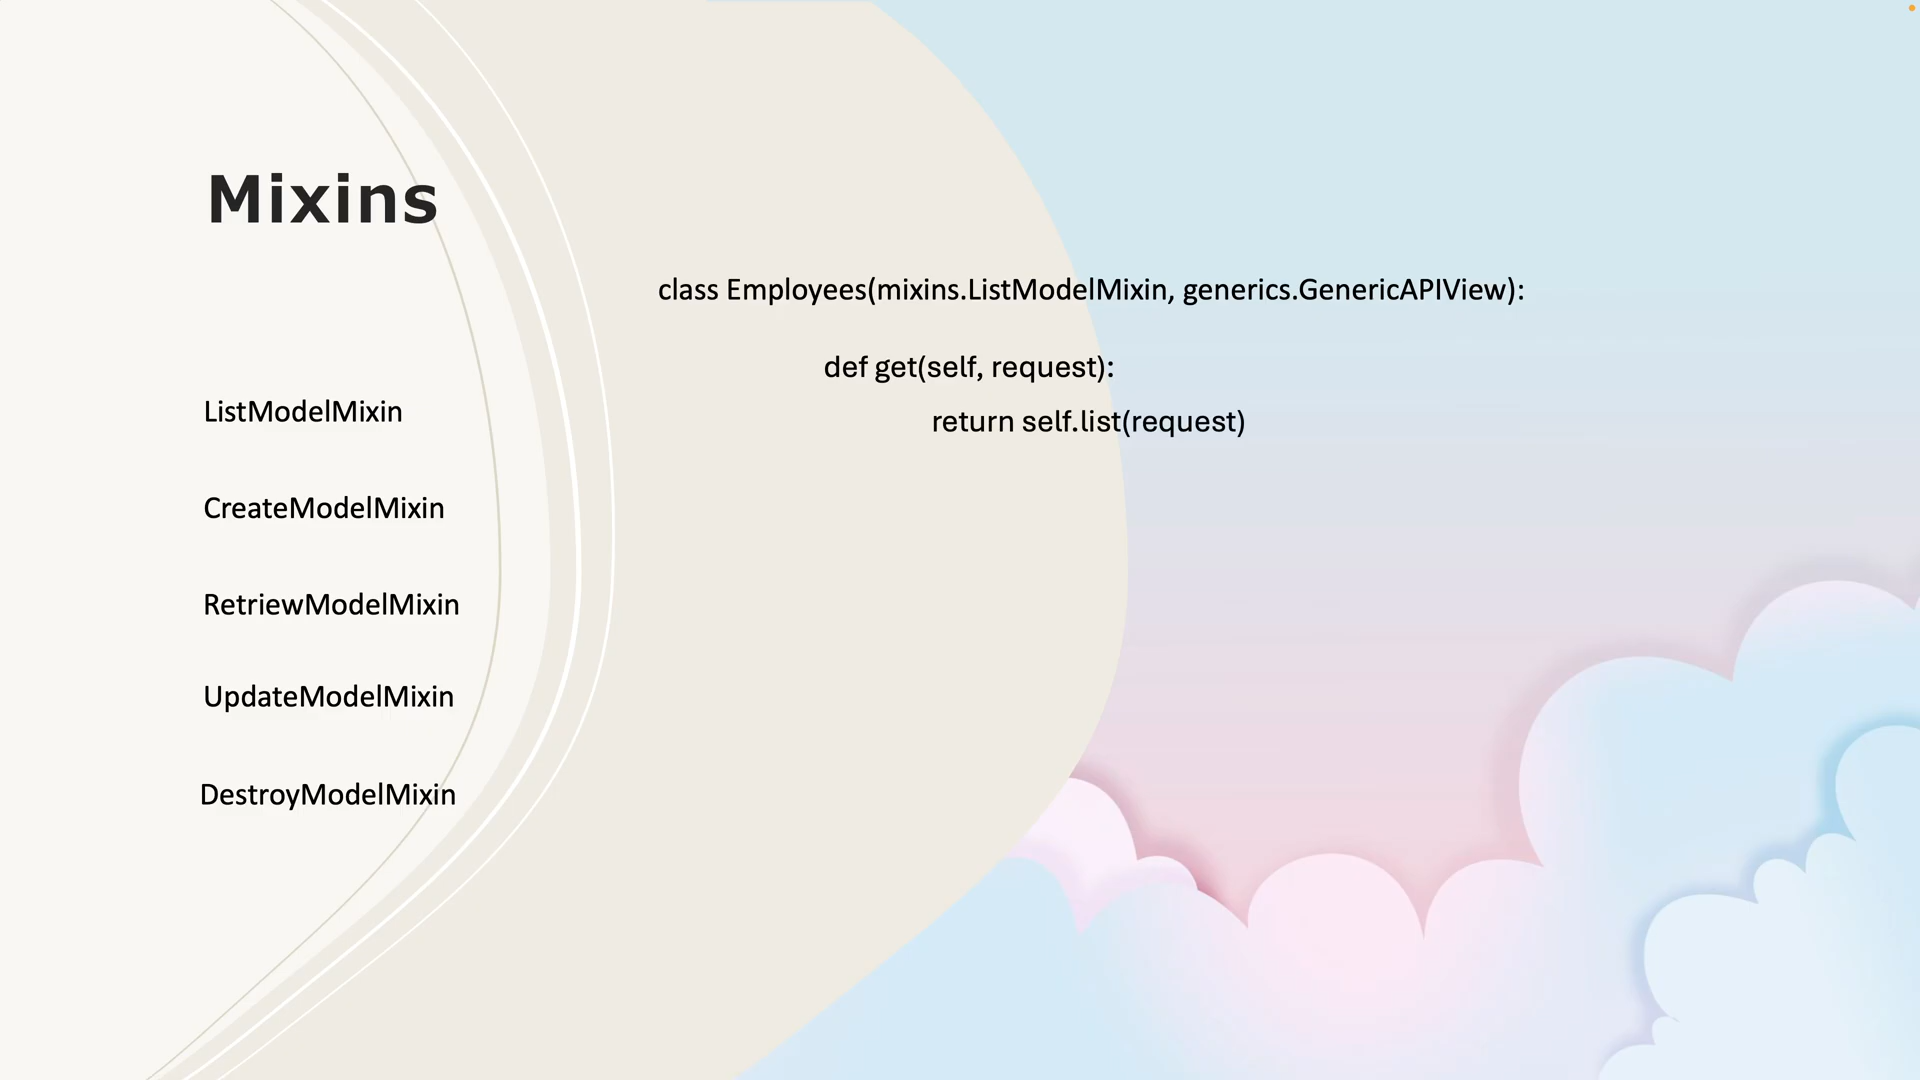 Mixins
ListModelMixin
CreateModelMixin
RetriewModelMixin
UpdateModelMixin
DestroyModelMixin
class Employees(mixins.ListModelMixin, generics.GenericAPIView):
def get(self, request):
return self.list(request)